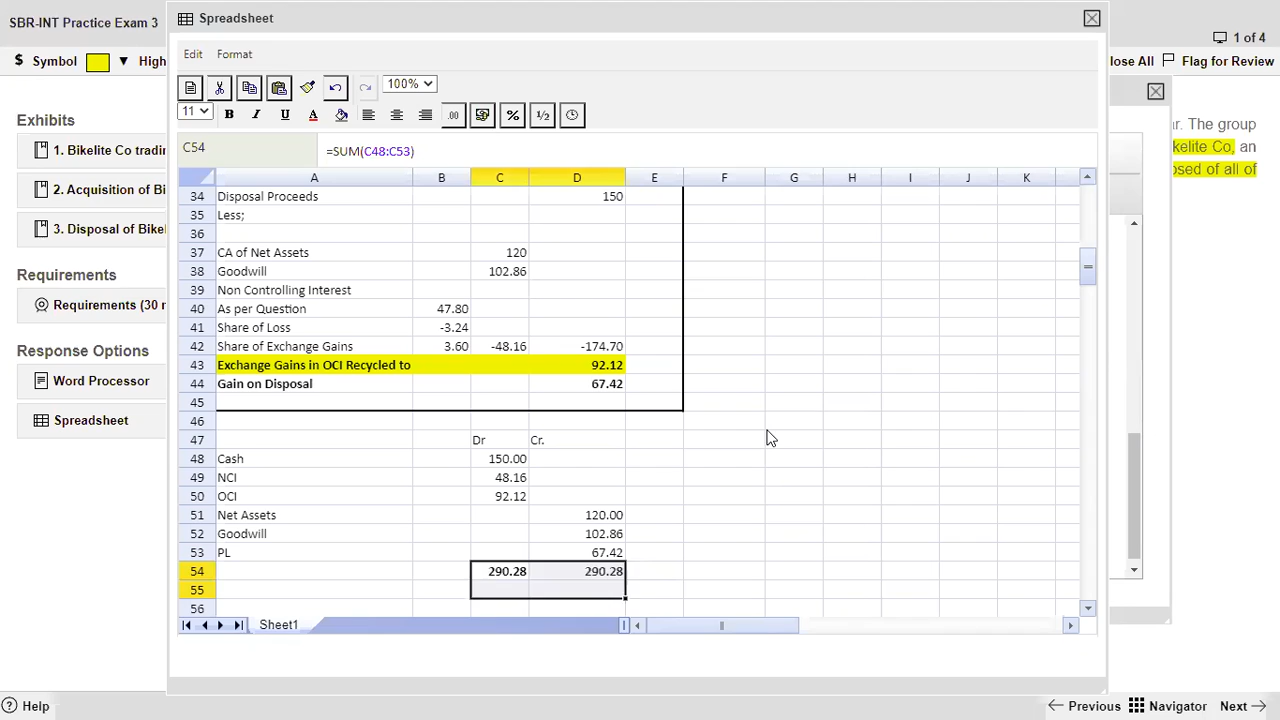 SBR-INT Practice Exam 3
Spreadsheet
1 of 4
$ Symbol
High
lose All
Flag for Review
Edit Format
100%
11 B I U A .00 % 1/2
Exhibits
1. Bikelite Co tradin
2. Acquisition of Bi
3. Disposal of Bikel
Requirements
Requirements (30 m
Response Options
Word Processor
Spreadsheet
r. The group
kelite Co, an
osed of all of
C54 =SUM(C48:C53)
A B C D E F G H I J K
34 Disposal Proceeds 150
35 Less;
36
37 CA of Net Assets 120
38 Goodwill 102.86
39 Non Controlling Interest
40 As per Question 47.80
41 Share of Loss -3.24
42 Share of Exchange Gains 3.60 -48.16 -174.70
43 Exchange Gains in OCI Recycled to 92.12
44 Gain on Disposal 67.42
45
46
47 Dr Cr.
48 Cash 150.00
49 NCI 48.16
50 OCI 92.12
51 Net Assets 120.00
52 Goodwill 102.86
53 PL 67.42
54 290.28 290.28
55
56
Sheet1
Help
Previous
Navigator
Next